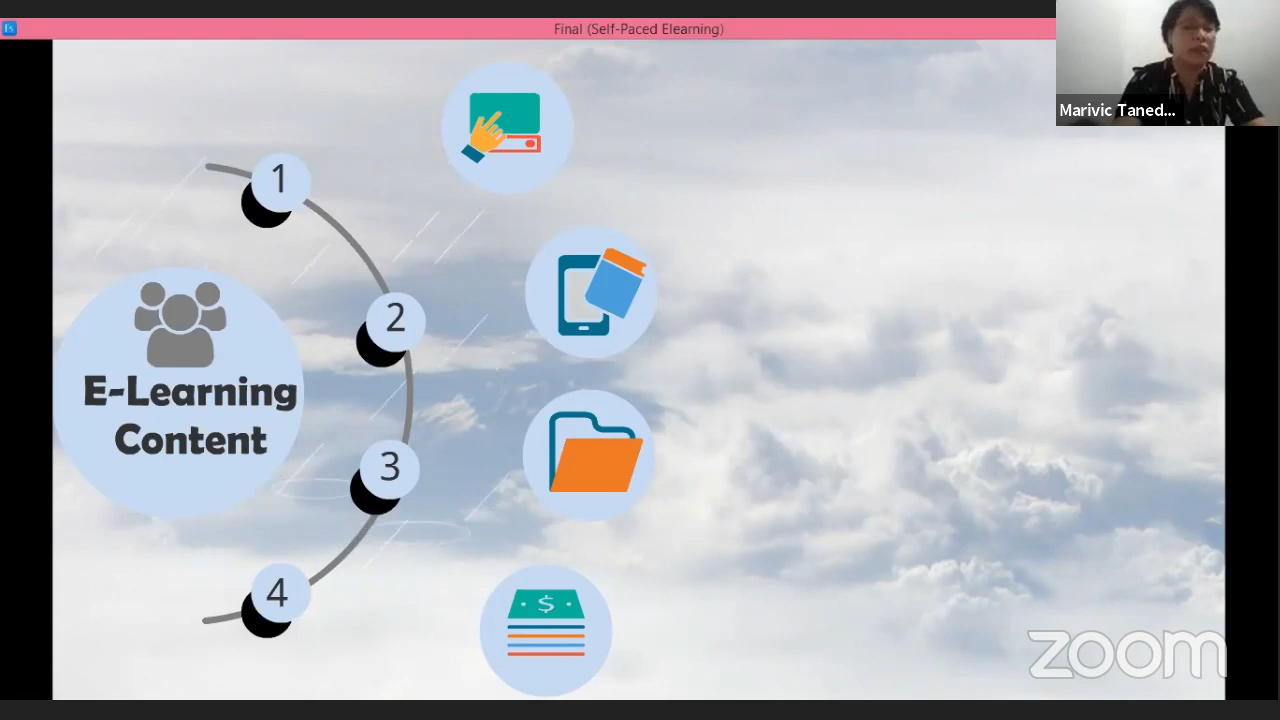 Final (Self-Paced Elearning)
Marivic Taned...
1
2
E-Learning
Content
3
4
$
zoom